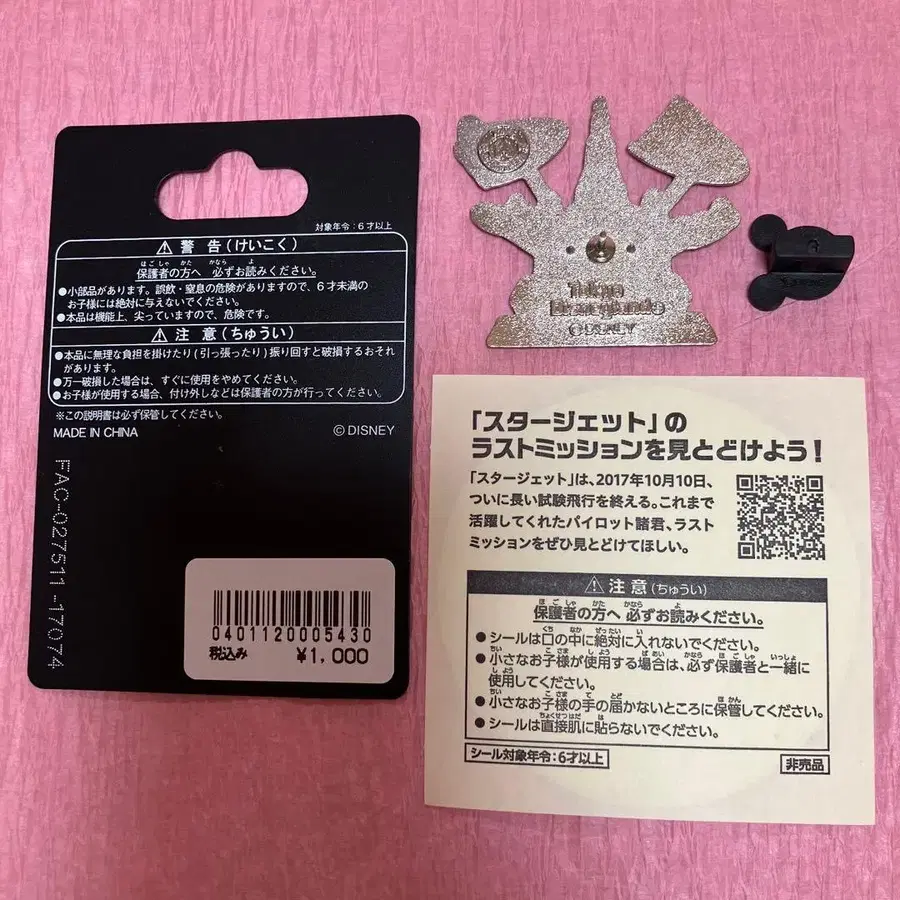 対象年令:6才以上
⚠ 警 告 (けいこく)
保護者の方へ 必ずお読みください。
●小部品があります。誤飲・窒息の危険がありますので、6才未満の
お子様には絶対に与えないでください。
●本品は機能上、尖っていますので、危険です。
⚠ 注 意 (ちゅうい)
●本品に無理な負担を掛けたり(引っ張ったり)振り回すと破損するおそれ
があります。
●万一破損した場合は、すぐに使用をやめてください。
●お子様が使用する場合、付け外しなどは保護者の方が行ってください。
※この説明書は必ず保管してください。
MADE IN CHINA
©DISNEY
FAC-027511-17074
0401120005430
税込み ¥1,000
Tokyo
Disneyland®
©DISNEY
「スタージェット」の
ラストミッションを見とどけよう!
「スタージェット」は、2017年10月10日、
ついに長い試験飛行を終える。これまで
活躍してくれたパイロット諸君、ラスト
ミッションをぜひ見とどけてほしい。
⚠ 注 意 (ちゅうい)
保護者の方へ 必ずお読みください。
●シールは口の中に絶対に入れないでください。
●小さなお子様が使用する場合は、必ず保護者と一緒に
使用してください。
●小さなお子様の手の届かないところに保管してください。
●シールは直接肌に貼らないでください。
シール対象年令:6才以上
非売品